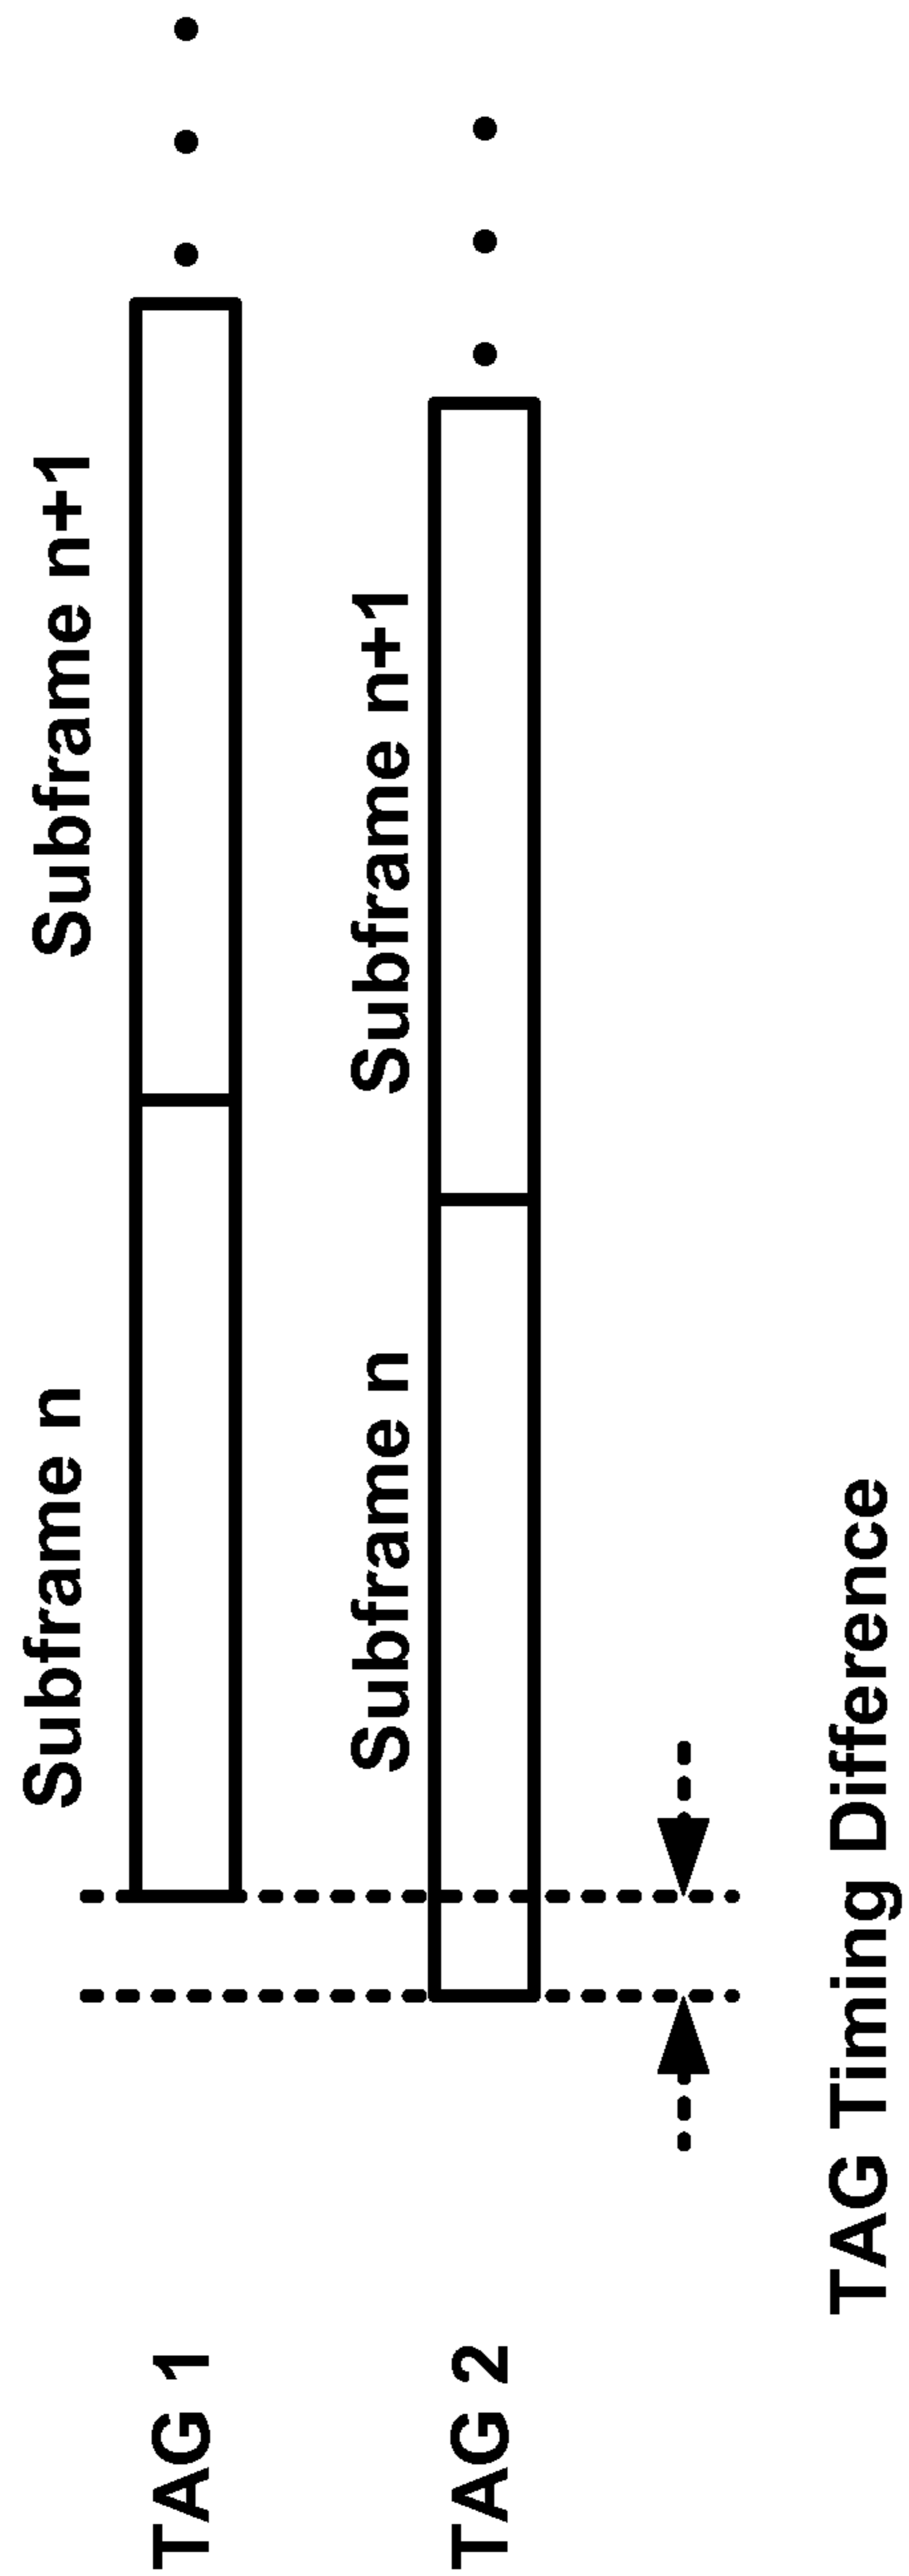 Subframe n
Subframe n+1
TAG 1
Subframe n
Subframe n+1
TAG 2
TAG Timing Difference